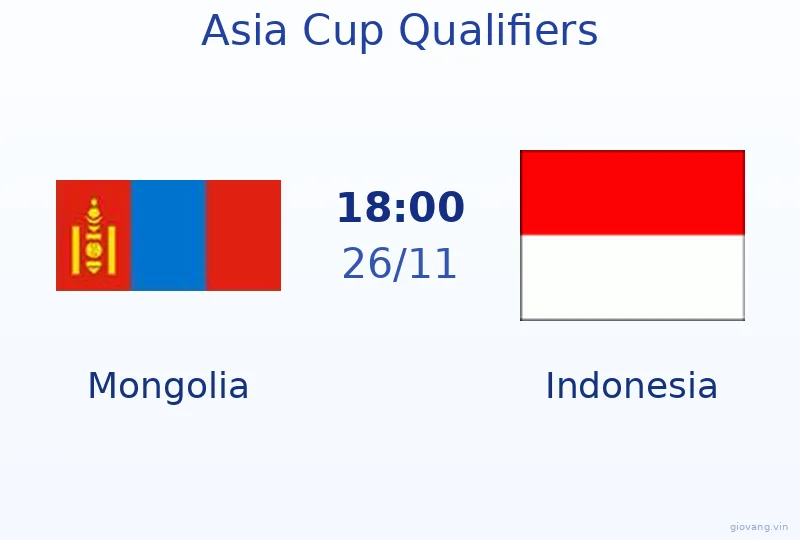 Asia Cup Qualifiers
18:00
26/11
Mongolia
Indonesia
giovang.vin